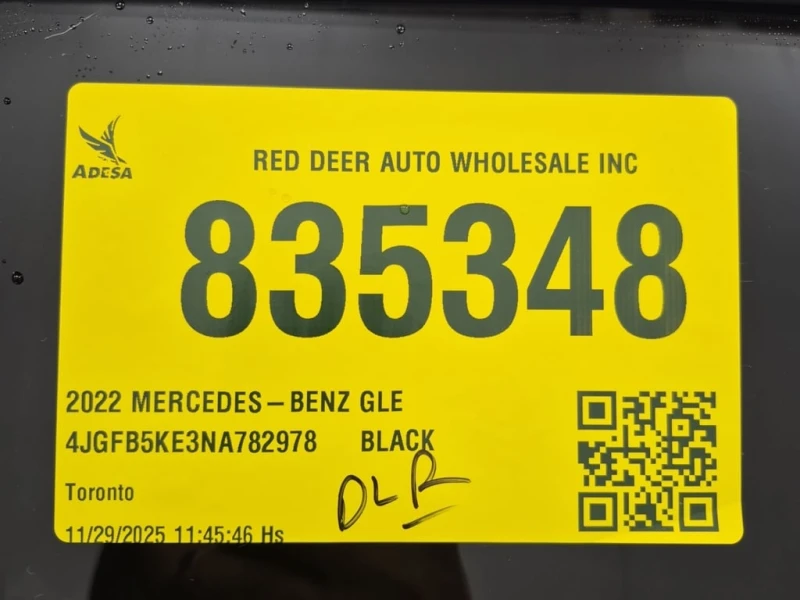 ADESA
RED DEER AUTO WHOLESALE INC
835348
2022 MERCEDES-BENZ GLE
4JGFB5KE3NA782978 BLACK
DLR
Toronto
11/29/2025 11:45:46 Hs